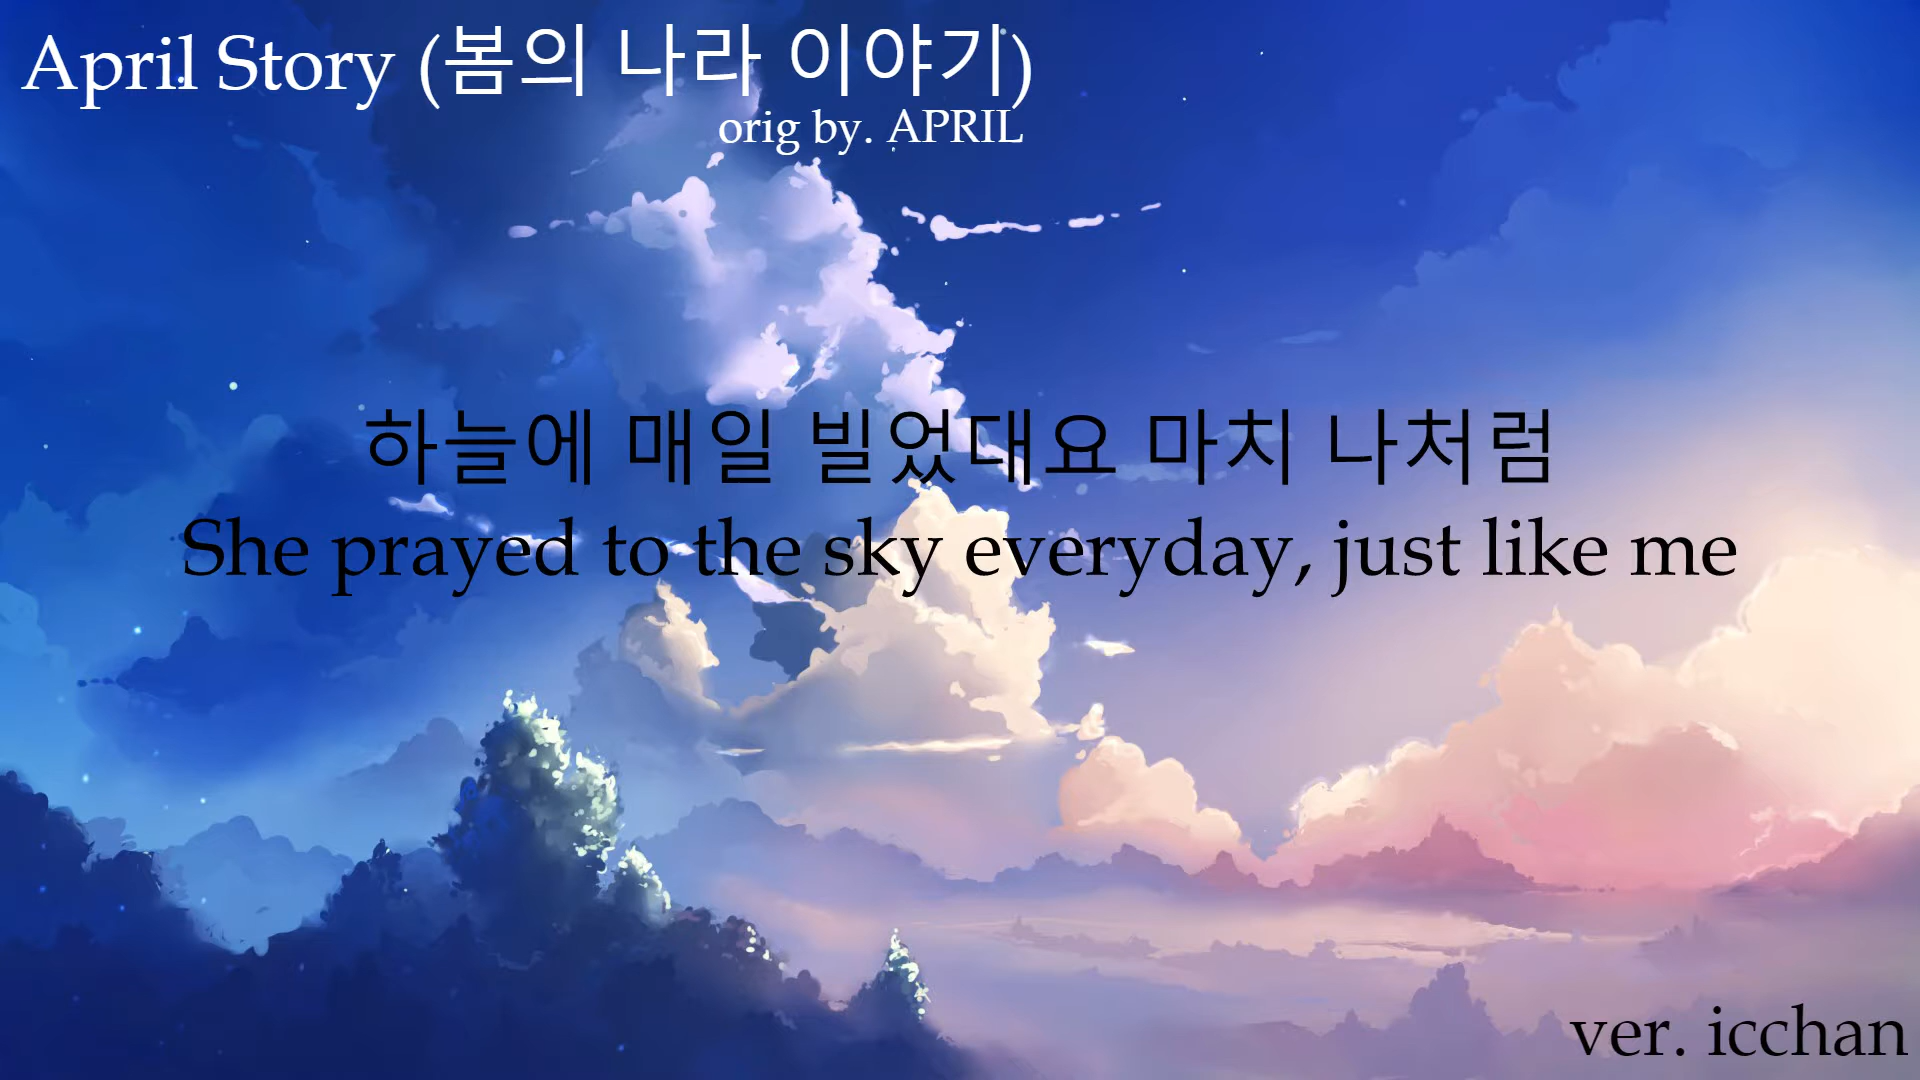 April Story (봄의 나라 이야기)
orig by. APRIL
하늘에 매일 빌었대요 마치 나처럼
She prayed to the sky everyday, just like me
ver. icchan